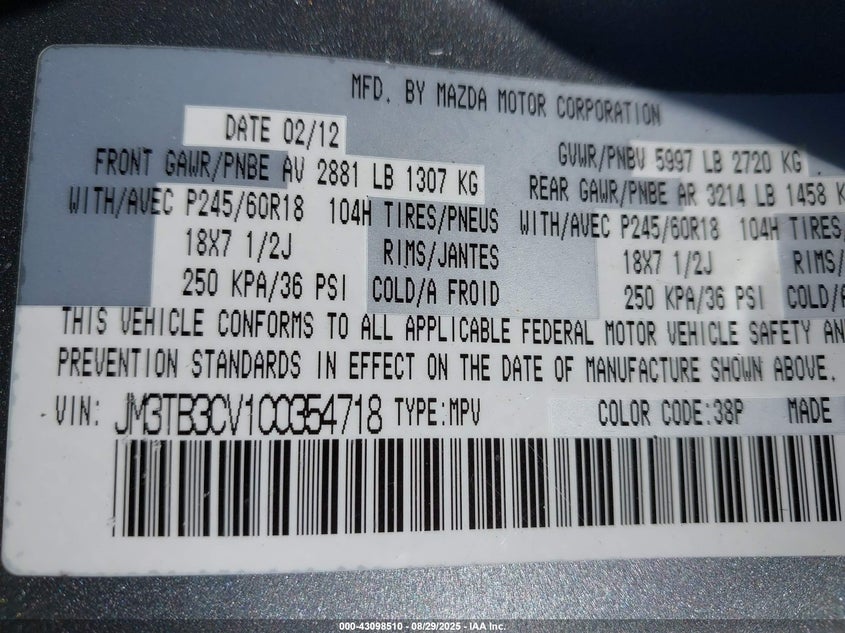 MFD. BY MAZDA MOTOR CORPORATION
DATE 02/12 GVWR/PNBV 5997 LB 2720 KG
FRONT GAWR/PNBE AV 2881 LB 1307 KG REAR GAWR/PNBE AR 3214 LB 1458 K
WITH/AVEC P245/60R18 104H TIRES/PNEUS WITH/AVEC P245/60R18 104H TIRES/
18X7 1/2J RIMS/JANTES 18X7 1/2J RIMS/
250 KPA/36 PSI COLD/A FROID 250 KPA/36 PSI COLD/A
THIS VEHICLE CONFORMS TO ALL APPLICABLE FEDERAL MOTOR VEHICLE SAFETY AN
PREVENTION STANDARDS IN EFFECT ON THE DATE OF MANUFACTURE SHOWN ABOVE.
VIN: JM3TB3CV1C0354718 TYPE:MPV COLOR CODE:38P MADE
000-43098510 - 08/29/2025 - IAA Inc.